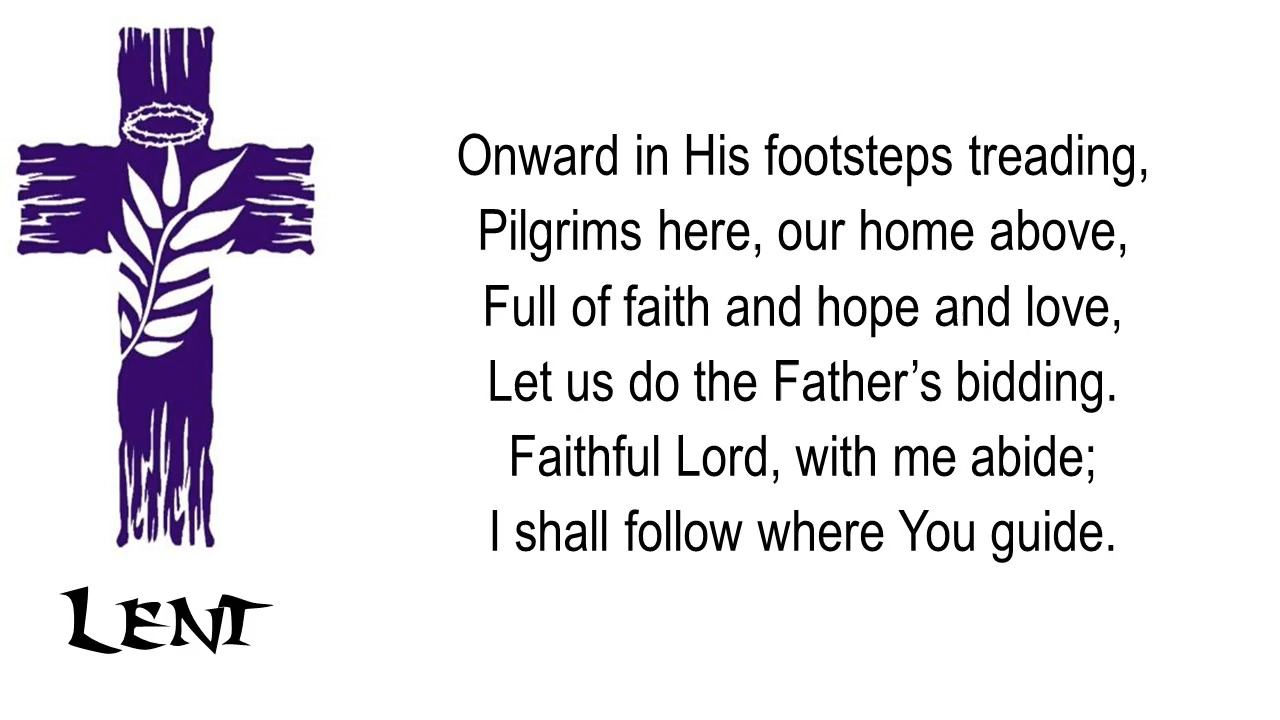 Onward in His footsteps treading,
Pilgrims here, our home above,
Full of faith and hope and love,
Let us do the Father’s bidding.
Faithful Lord, with me abide;
I shall follow where You guide.
LENT